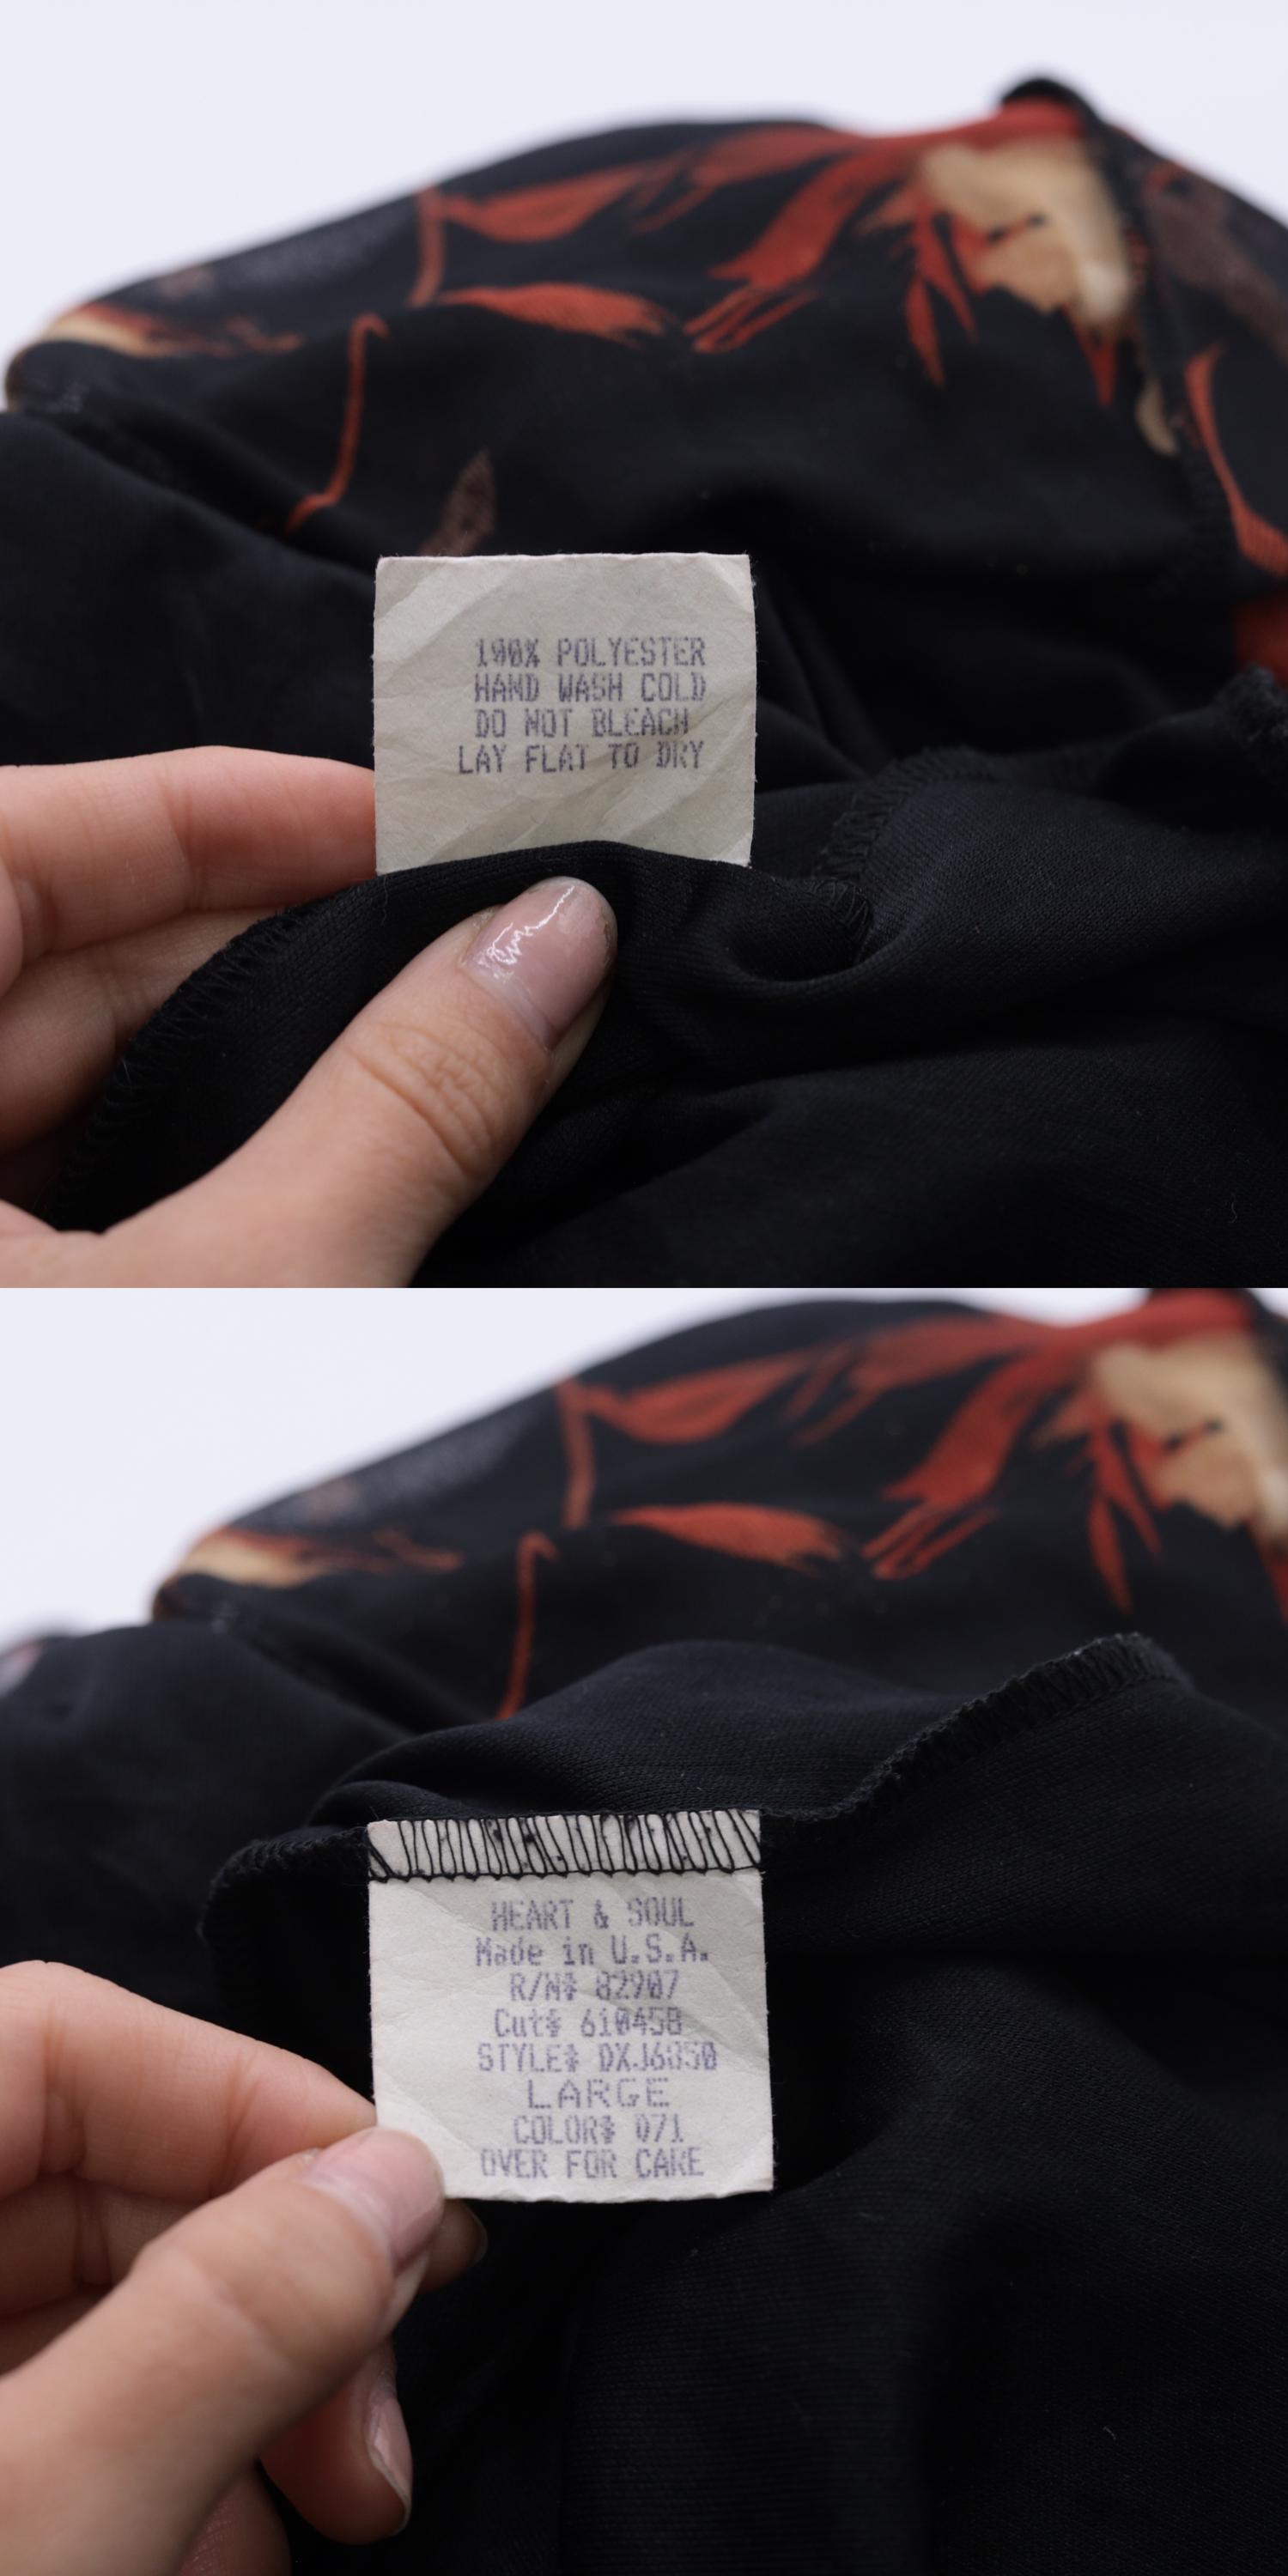 100% POLYESTER
HAND WASH COLD
DO NOT BLEACH
LAY FLAT TO DRY
HEART & SOUL
Made in U.S.A.
R/N# 82907
Cut# 610458
STYLE# DXJ6850
LARGE
COLOR# 071
OVER FOR CARE